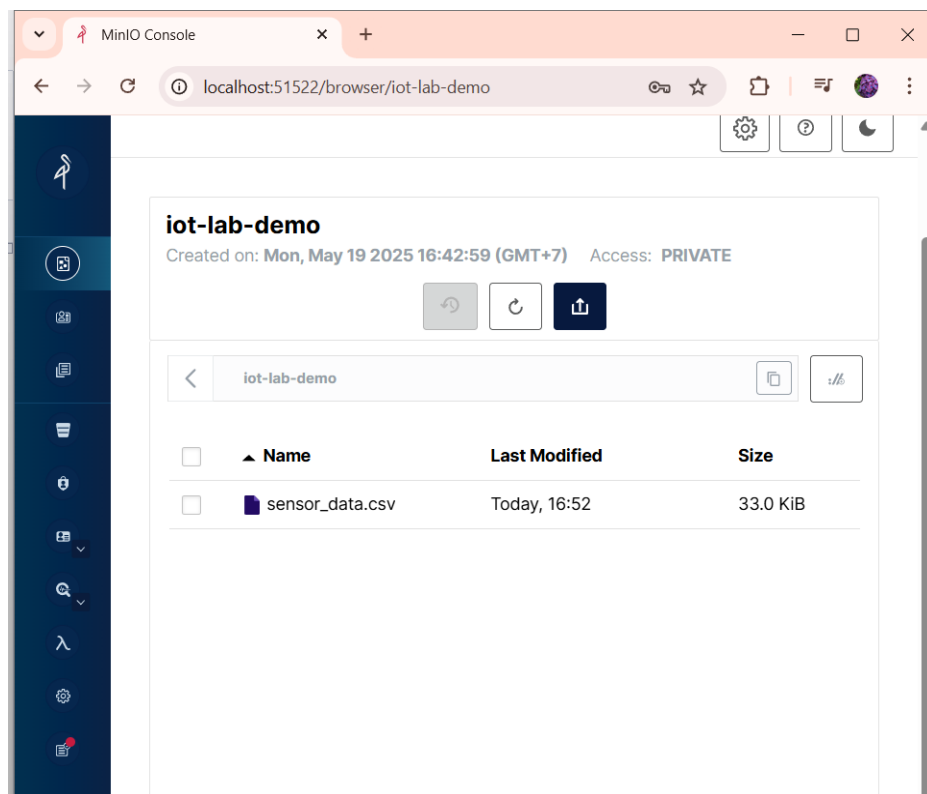 MinIO Console
localhost:51522/browser/iot-lab-demo
iot-lab-demo
Created on: Mon, May 19 2025 16:42:59 (GMT+7) Access: PRIVATE
iot-lab-demo
Name Last Modified Size
sensor_data.csv Today, 16:52 33.0 KiB